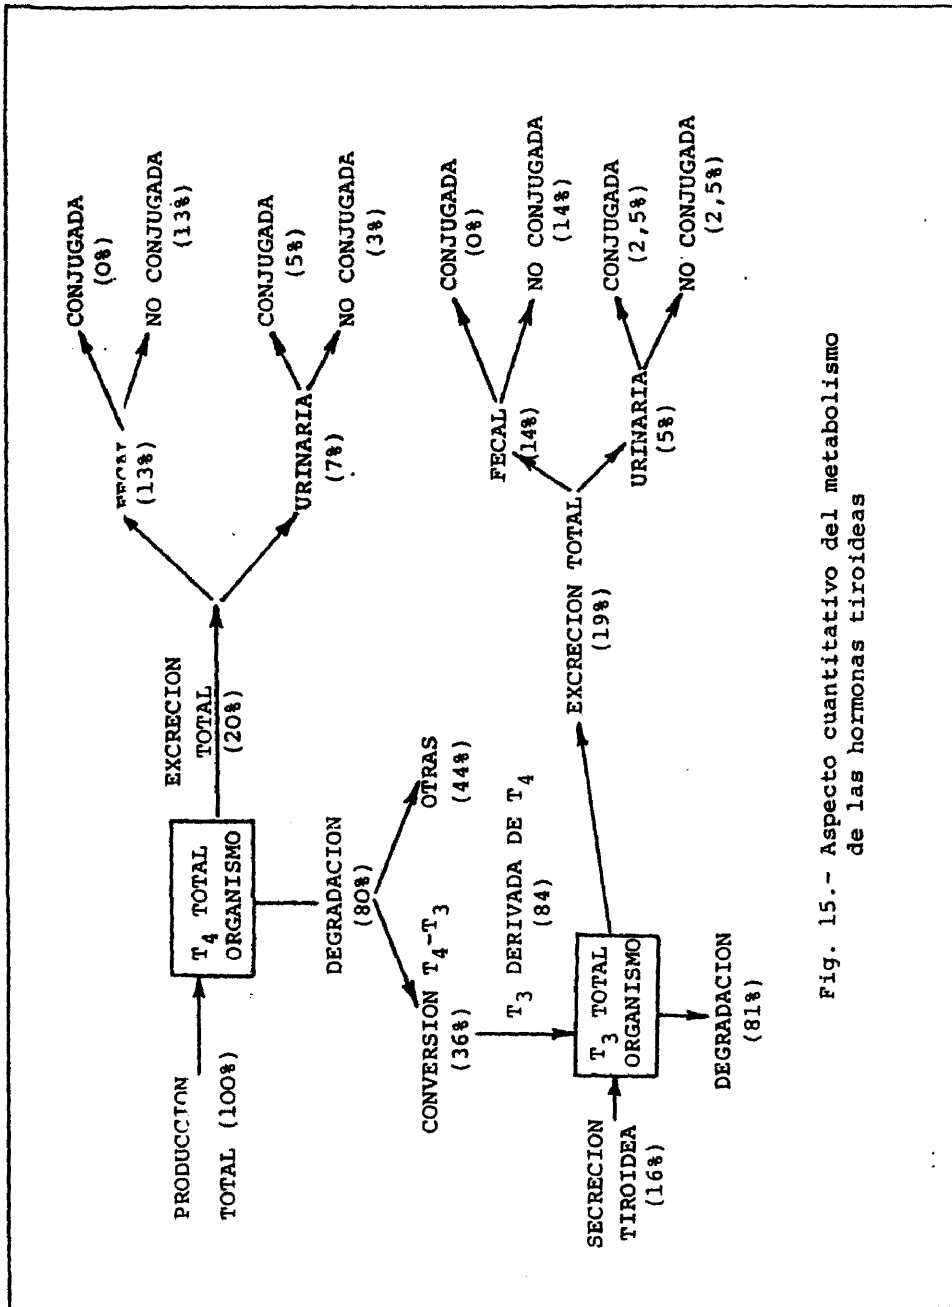 PRODUCCION
TOTAL (100%)
T4 TOTAL
ORGANISMO
EXCRECION
TOTAL
(20%)
(13%)
CONJUGADA
(0%)
NO CONJUGADA
(13%)
URINARIA
(7%)
CONJUGADA
(5%)
NO CONJUGADA
(3%)
DEGRADACION
(80%)
OTRAS
(44%)
CONVERSION T4-T3
(36%)
T3 DERIVADA DE T4
(84)
SECRECION
TIROIDEA
(16%)
T3 TOTAL
ORGANISMO
DEGRADACION
(81%)
EXCRECION TOTAL
(19%)
FECAL
(14%)
CONJUGADA
(0%)
NO CONJUGADA
(14%)
URINARIA
(5%)
CONJUGADA
(2,5%)
NO CONJUGADA
(2,5%)
Fig. 15.- Aspecto cuantitativo del metabolismo
de las hormonas tiroideas